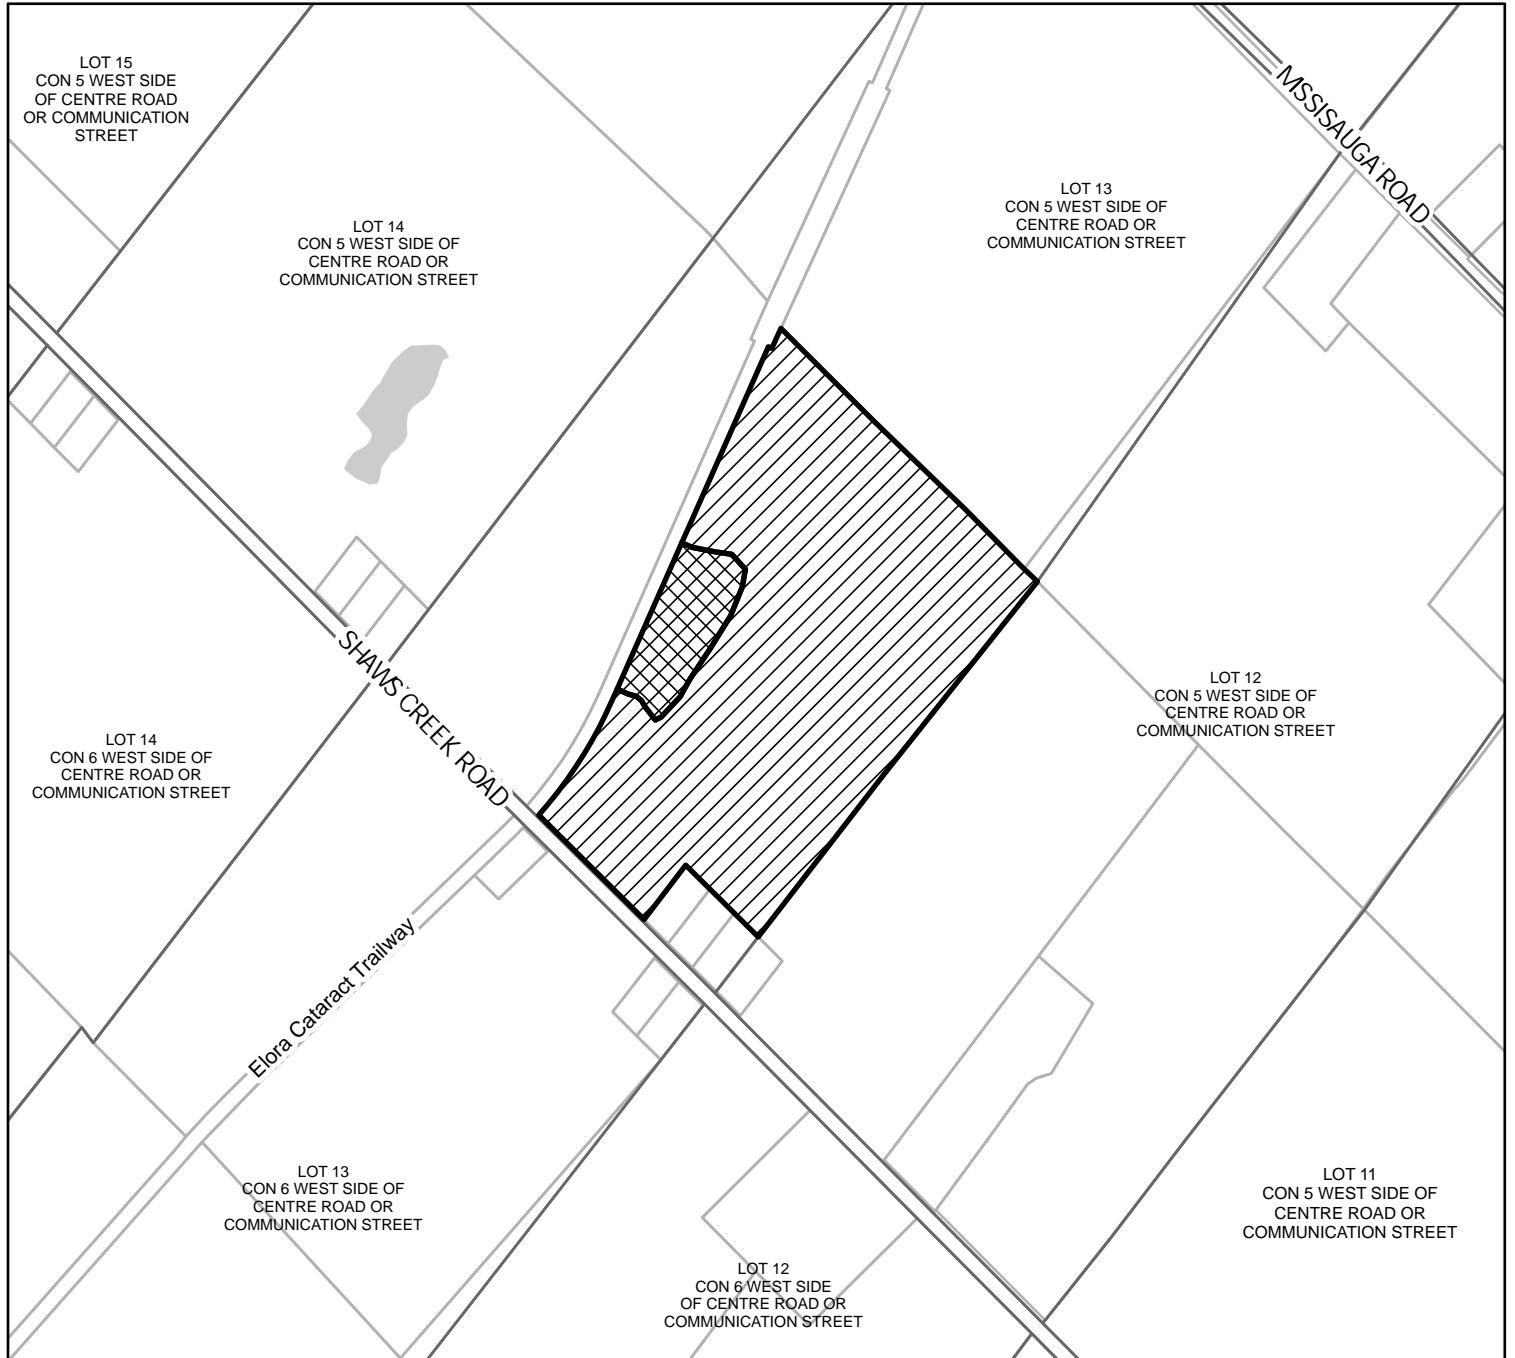 LOT 15
CON 5 WEST SIDE
OF CENTRE ROAD
OR COMMUNICATION
STREET
MSSISAUGA ROAD
LOT 13
CON 5 WEST SIDE OF
CENTRE ROAD OR
COMMUNICATION STREET
LOT 14
CON 5 WEST SIDE OF
CENTRE ROAD OR
COMMUNICATION STREET
SHAWS CREEK ROAD
LOT 12
CON 5 WEST SIDE OF
CENTRE ROAD OR
COMMUNICATION STREET
LOT 14
CON 6 WEST SIDE OF
CENTRE ROAD OR
COMMUNICATION STREET
Elora Cataract Trailway
LOT 13
CON 6 WEST SIDE OF
CENTRE ROAD OR
COMMUNICATION STREET
LOT 11
CON 5 WEST SIDE OF
CENTRE ROAD OR
COMMUNICATION STREET
LOT 12
CON 6 WEST SIDE
OF CENTRE ROAD OR
COMMUNICATION STREET